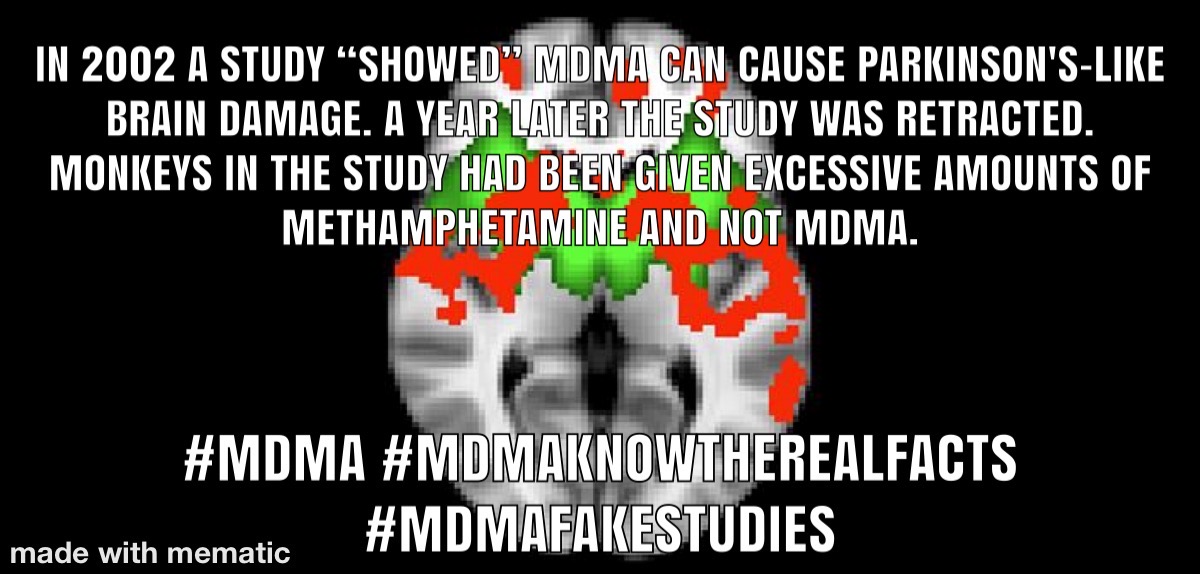 IN 2002 A STUDY “SHOWED” MDMA CAN CAUSE PARKINSON'S-LIKE
BRAIN DAMAGE. A YEAR LATER THE STUDY WAS RETRACTED.
MONKEYS IN THE STUDY HAD BEEN GIVEN EXCESSIVE AMOUNTS OF
METHAMPHETAMINE AND NOT MDMA.
#MDMA #MDMAKNOWTHEREALFACTS
#MDMAFAKESTUDIES
made with mematic